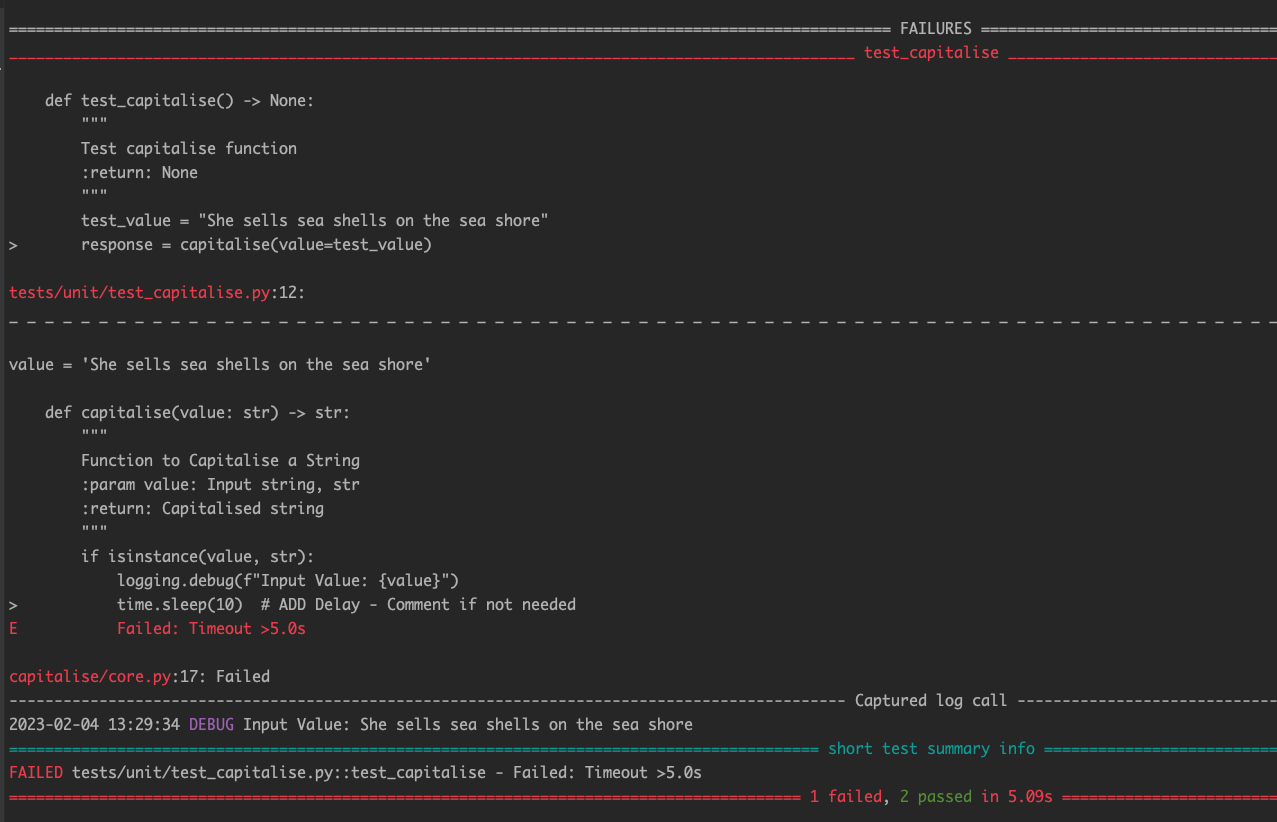 ================================================================================================== FAILURES =================================
______________________________________________________________________________________________ test_capitalise ______________________________
    def test_capitalise() -> None:
        """
        Test capitalise function
        :return: None
        """
        test_value = "She sells sea shells on the sea shore"
>       response = capitalise(value=test_value)
tests/unit/test_capitalise.py:12:
_ _ _ _ _ _ _ _ _ _ _ _ _ _ _ _ _ _ _ _ _ _ _ _ _ _ _ _ _ _ _ _ _ _ _ _ _ _ _ _ _ _ _ _ _ _ _ _ _ _ _ _ _ _ _ _ _ _ _ _ _ _ _ _ _ _ _ _ _ _ _
value = 'She sells sea shells on the sea shore'
    def capitalise(value: str) -> str:
        """
        Function to Capitalise a String
        :param value: Input string, str
        :return: Capitalised string
        """
        if isinstance(value, str):
            logging.debug(f"Input Value: {value}")
>           time.sleep(10)  # ADD Delay - Comment if not needed
E           Failed: Timeout >5.0s
capitalise/core.py:17: Failed
--------------------------------------------------------------------------------------------- Captured log call -----------------------------
2023-02-04 13:29:34 DEBUG Input Value: She sells sea shells on the sea shore
========================================================================================== short test summary info ==========================
FAILED tests/unit/test_capitalise.py::test_capitalise - Failed: Timeout >5.0s
======================================================================================== 1 failed, 2 passed in 5.09s ========================